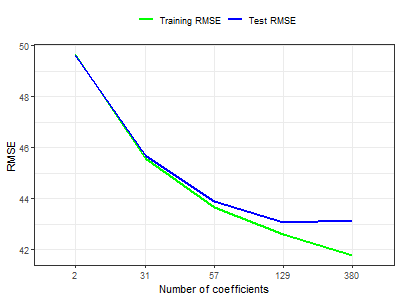 Training RMSE Test RMSE
50
48
46
44
42
RMSE
2 31 57 129 380
Number of coefficients